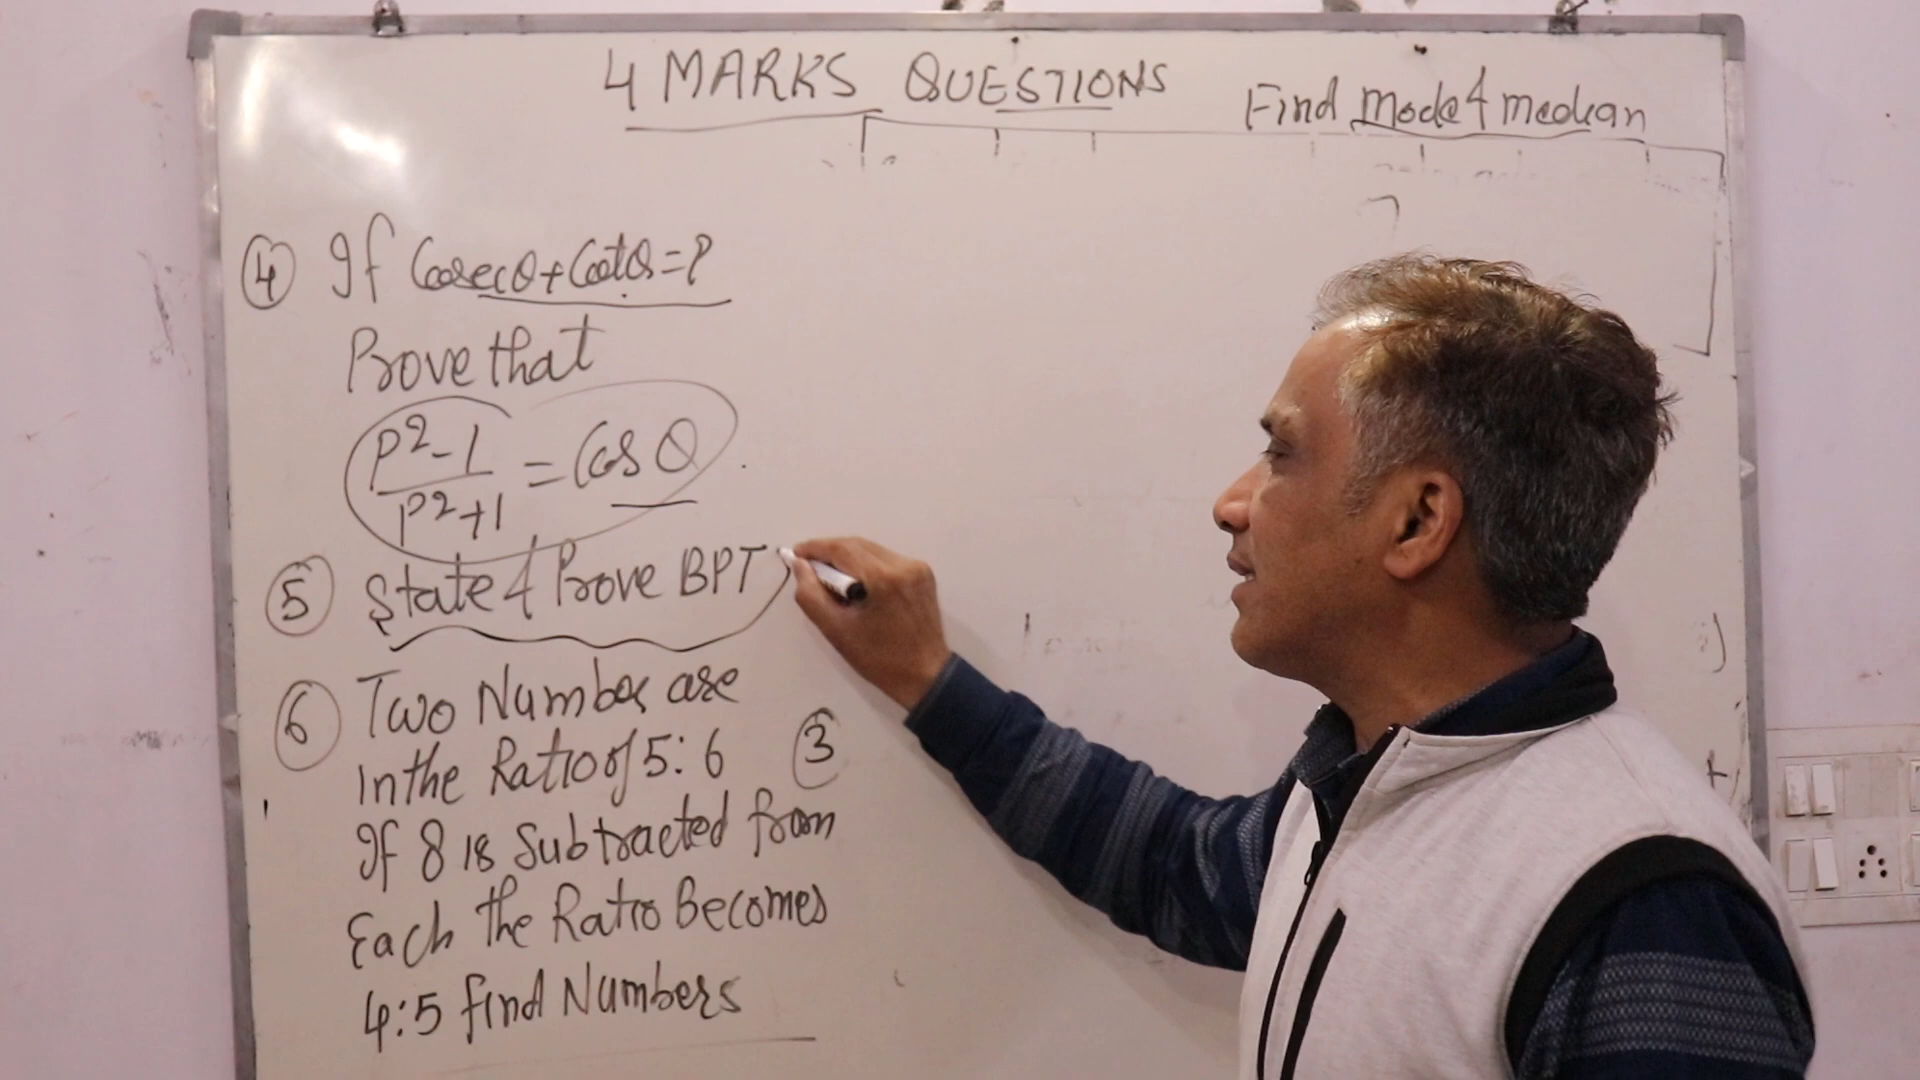 4 MARKS QUESTIONS
Find Mode & median
④ If Cosecθ+Cotθ=P
Prove that
P²-1/P²+1 = Cos θ
⑤ State & Prove BPT
⑥ Two Number are
in the Ratio of 5:6 ③
If 8 is Subtracted from
Each the Ratio Becomes
4:5 find Numbers